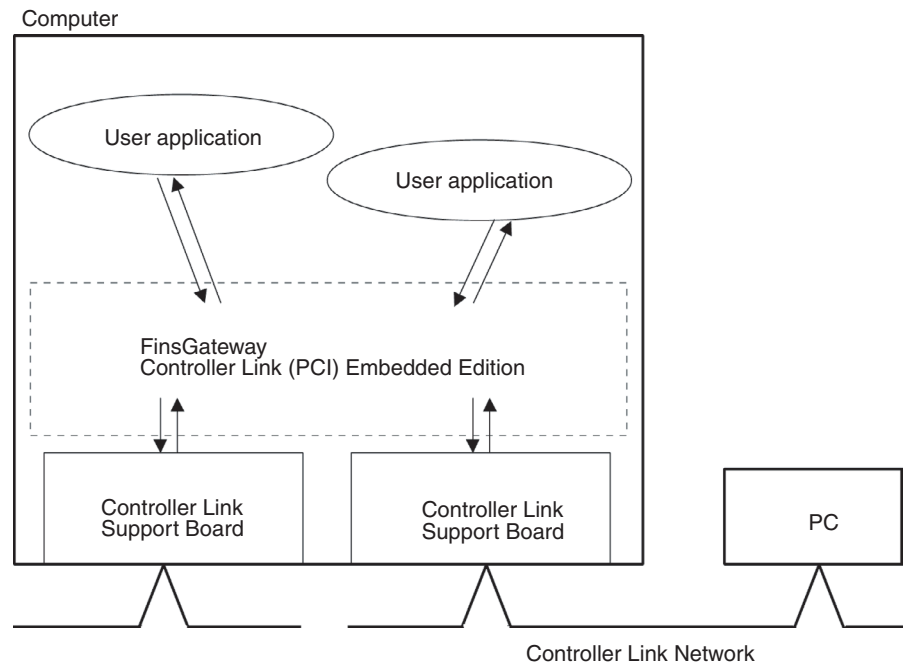 Computer
User application
User application
FinsGateway
Controller Link (PCI) Embedded Edition
Controller Link
Support Board
Controller Link
Support Board
PC
Controller Link Network